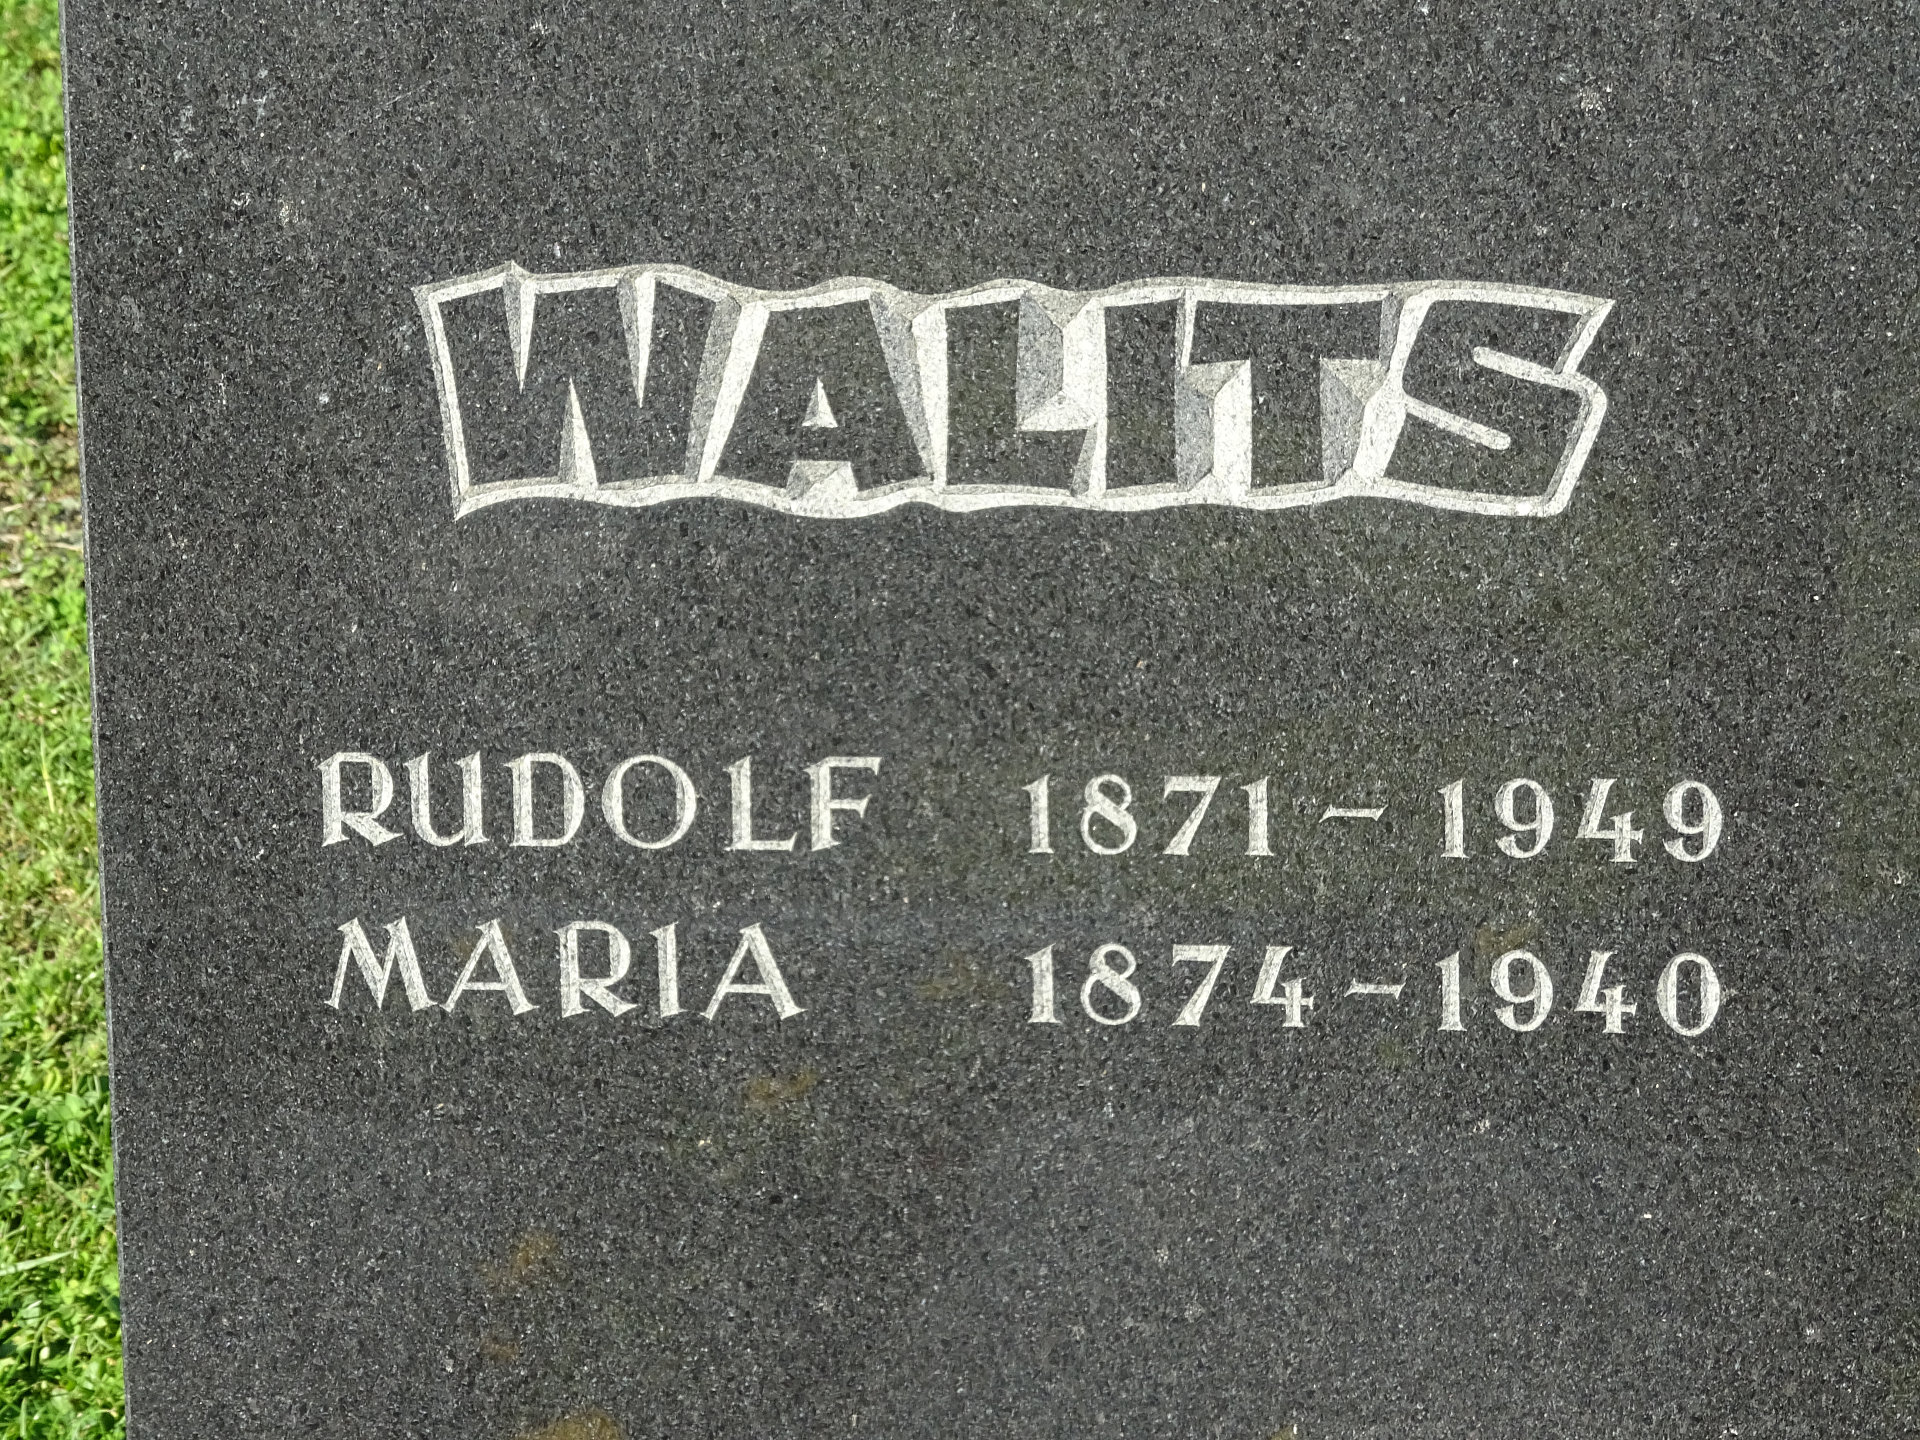 WALITS
RUDOLF 1871 – 1949
MARIA 1874 – 1940